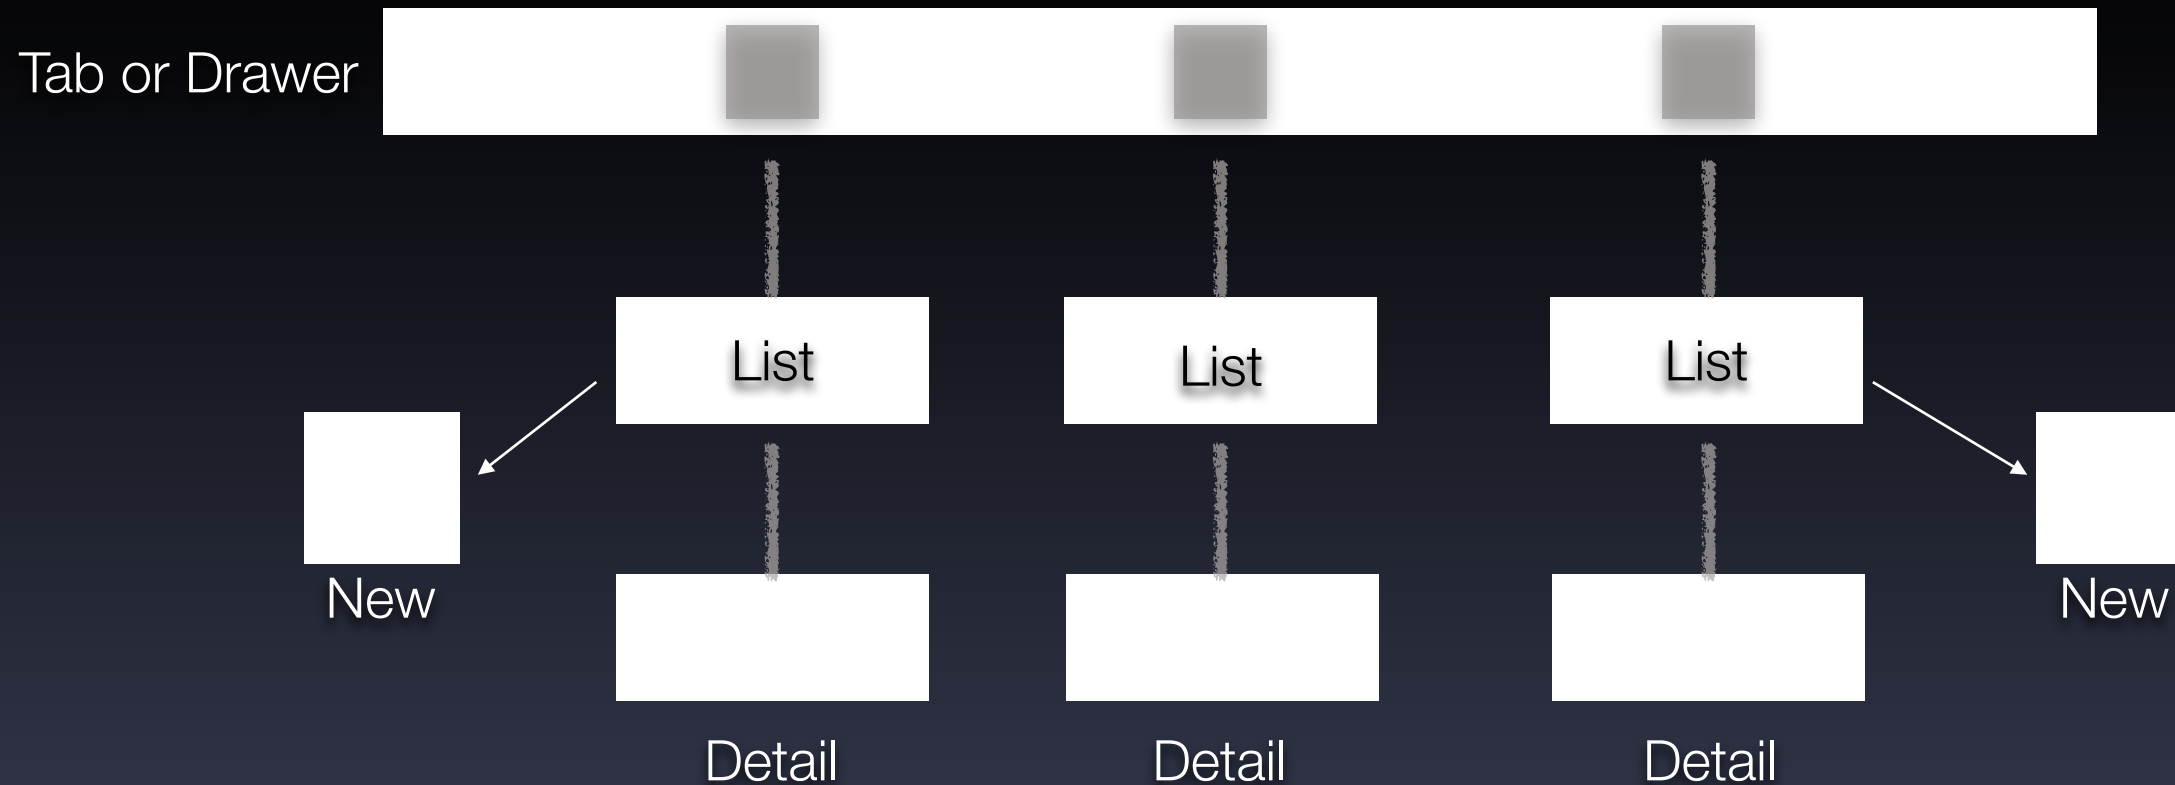 Tab or Drawer
List
List
List
New
New
Detail
Detail
Detail